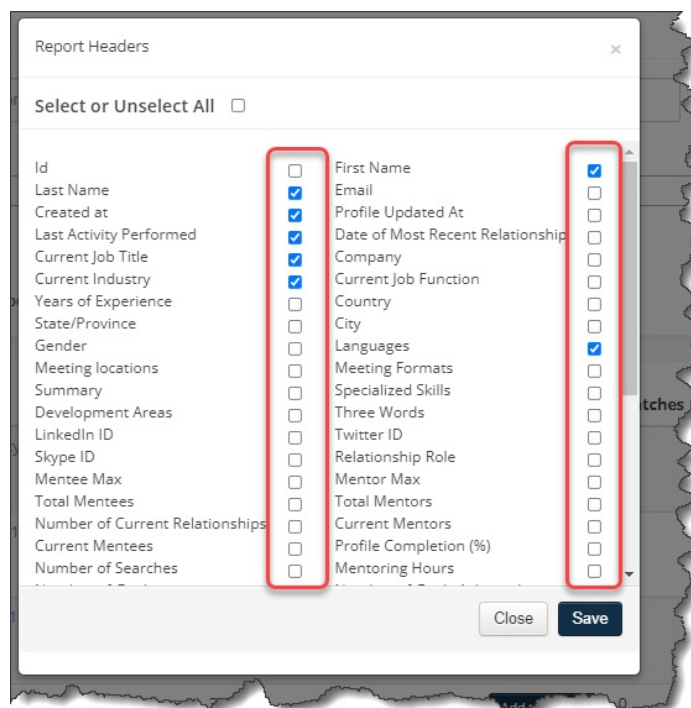 Report Headers ×
Select or Unselect All
Id First Name
Last Name Email
Created at Profile Updated At
Last Activity Performed Date of Most Recent Relationship
Current Job Title Company
Current Industry Current Job Function
Years of Experience Country
State/Province City
Gender Languages
Meeting locations Meeting Formats
Summary Specialized Skills
Development Areas Three Words
LinkedIn ID Twitter ID
Skype ID Relationship Role
Mentee Max Mentor Max
Total Mentees Total Mentors
Number of Current Relationships Current Mentors
Current Mentees Profile Completion (%)
Number of Searches Mentoring Hours
Close Save